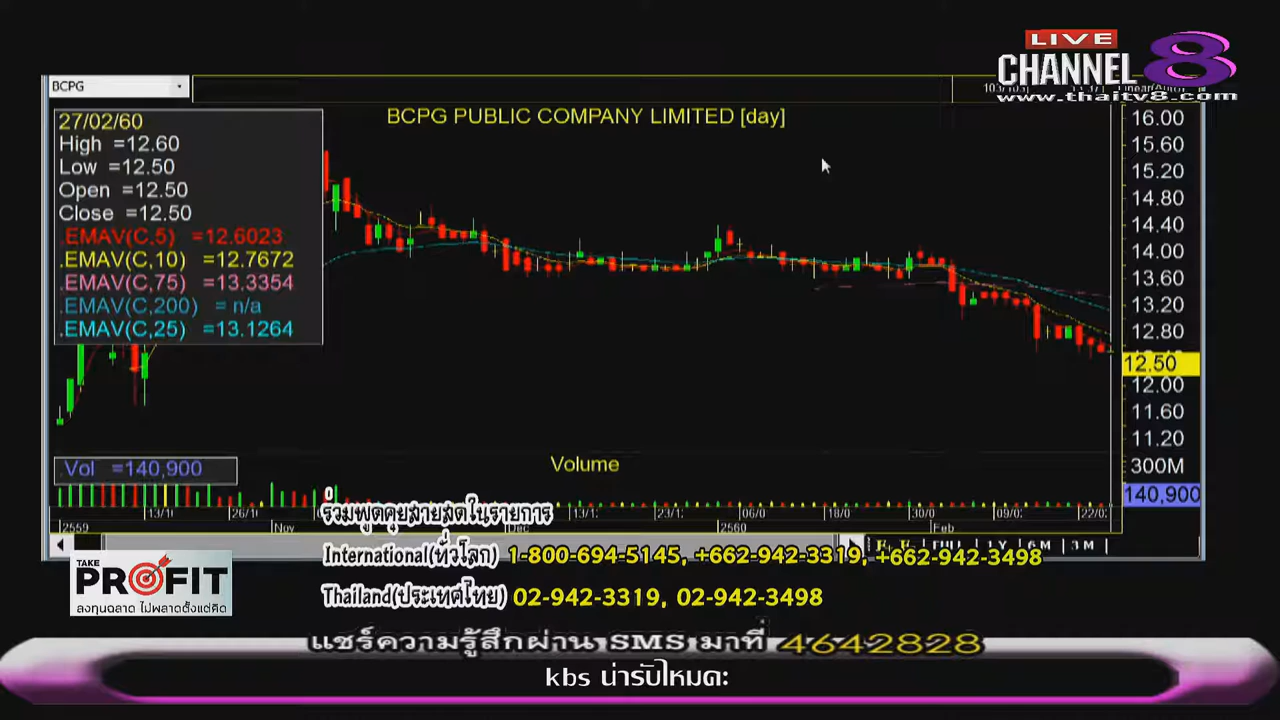 LIVE
CHANNEL 8
www.thaitv8.com
BCPG
BCPG PUBLIC COMPANY LIMITED [day]
27/02/60
High =12.60
Low =12.50
Open =12.50
Close =12.50
.EMAV(C,5) =12.6023
.EMAV(C,10) =12.7672
.EMAV(C,75) =13.3354
.EMAV(C,200) = n/a
.EMAV(C,25) =13.1264
16.00
15.60
15.20
14.80
14.40
14.00
13.60
13.20
12.80
12.50
12.00
11.60
11.20
300M
140,900
.Vol =140,900
Volume
0
2559
Nov
Dec
2560
Feb
1Y 6M 3M
ร่วมพูดคุยสายสดในรายการ
International(ทั่วโลก) 1-800-694-5145, +662-942-3319, +662-942-3498
Thailand(ประเทศไทย) 02-942-3319, 02-942-3498
TAKE
PROFIT
ลงทุนฉลาด ไม่พลาดตั้งแต่คิด
แชร์ความรู้สึกผ่าน SMS มาที่ 4642828
kbs น่ารับไหมคะ